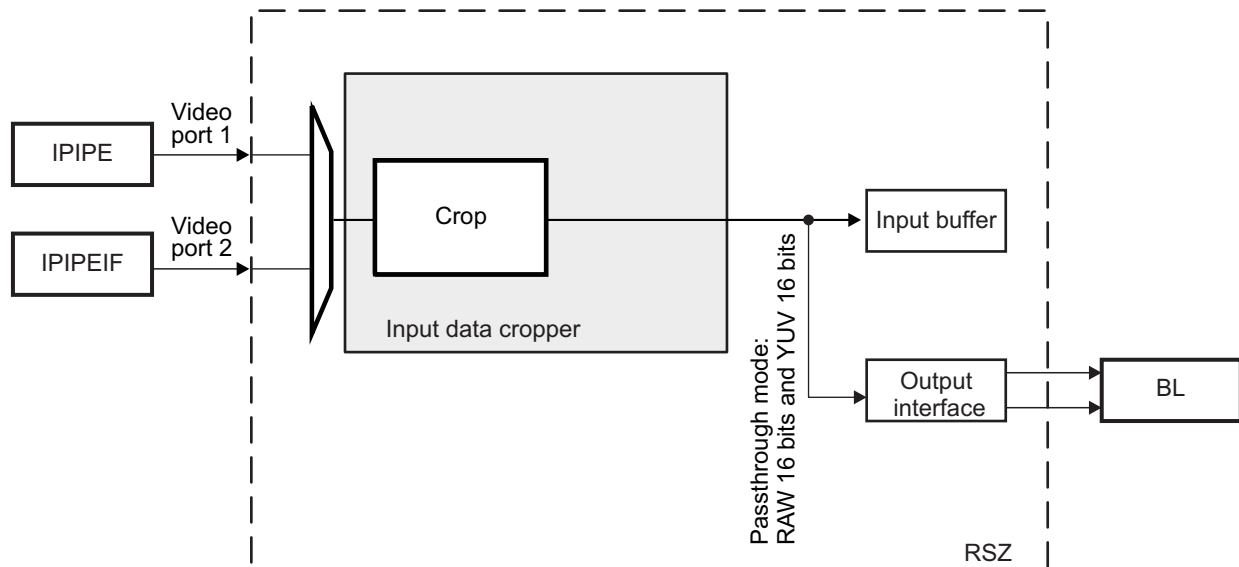 Video
port 1
IPIPE
Video
port 2
IPIPEIF
Crop
Input data cropper
Passthrough mode:
RAW 16 bits and YUV 16 bits
Input buffer
Output
interface
BL
RSZ